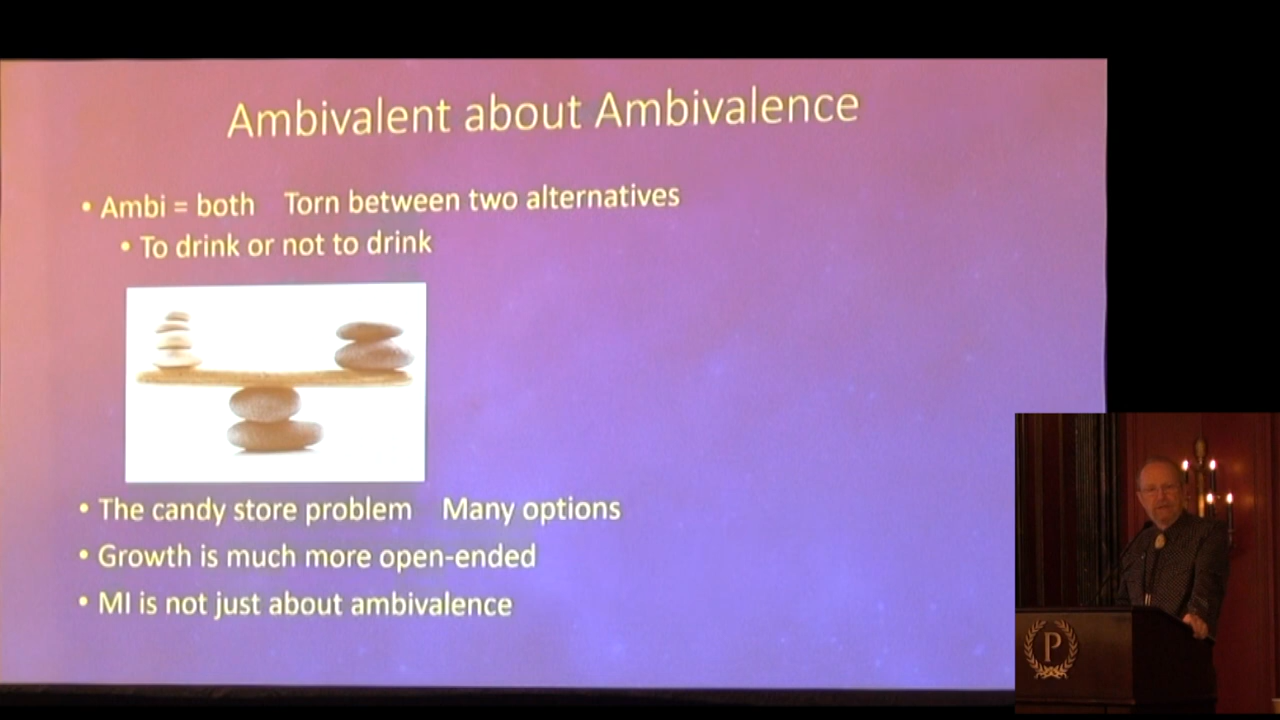 Ambivalent about Ambivalence
• Ambi = both Torn between two alternatives
• To drink or not to drink
• The candy store problem Many options
• Growth is much more open-ended
• MI is not just about ambivalence
P